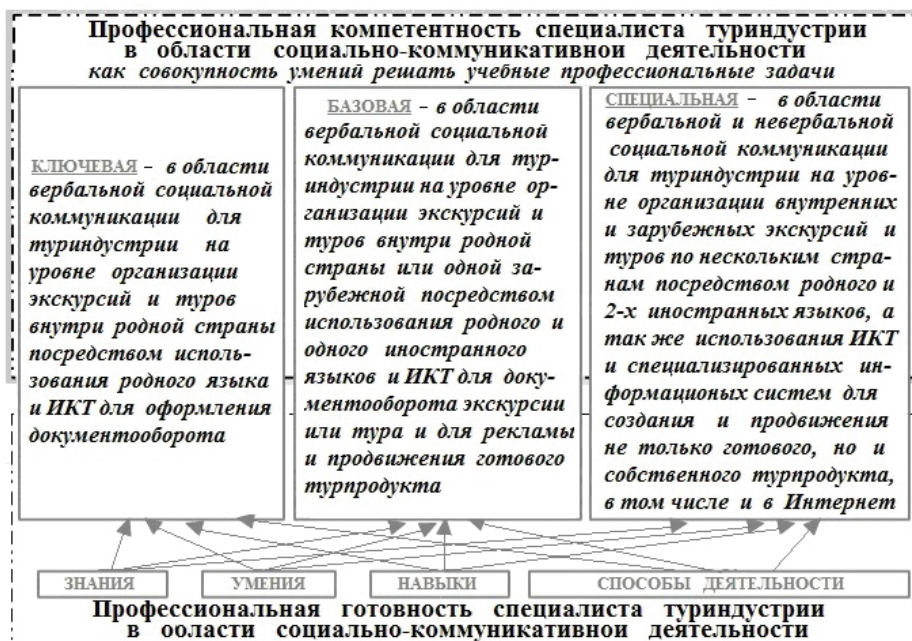 Профессиональная компетентность специалиста туриндустрии
в области социально-коммуникативной деятельности
как совокупность умений решать учебные профессиональные задачи
КЛЮЧЕВАЯ – в области
вербальной социальной
коммуникации для
туриндустрии на
уровне организации
экскурсий и туров
внутри родной страны
посредством исполь-
зования родного языка
и ИКТ для оформления
документооборота
БАЗОВАЯ – в области
вербальной социальной
коммуникации для тур-
индустрии на уровне ор-
ганизации экскурсий и
туров внутри родной
страны или одной за-
рубежной посредством
использования родного и
одного иностранного
языков и ИКТ для доку-
ментооборота экскурсии
или тура и для рекламы
и продвижения готового
турпродукта
СПЕЦИАЛЬНАЯ – в области
вербальной и невербальной
социальной коммуникации
для туриндустрии на уров-
не организации внутренних
и зарубежных экскурсий и
туров по нескольким стра-
нам посредством родного и
2-х иностранных языков, а
так же использования ИКТ
и специализированных ин-
формационых систем для
создания и продвижения
не только готового, но и
собственного турпродукта,
в том числе и в Интернет
ЗНАНИЯ УМЕНИЯ НАВЫКИ СПОСОБЫ ДЕЯТЕЛЬНОСТИ
Профессиональная готовность специалиста туриндустрии
в области социально-коммуникативной деятельности